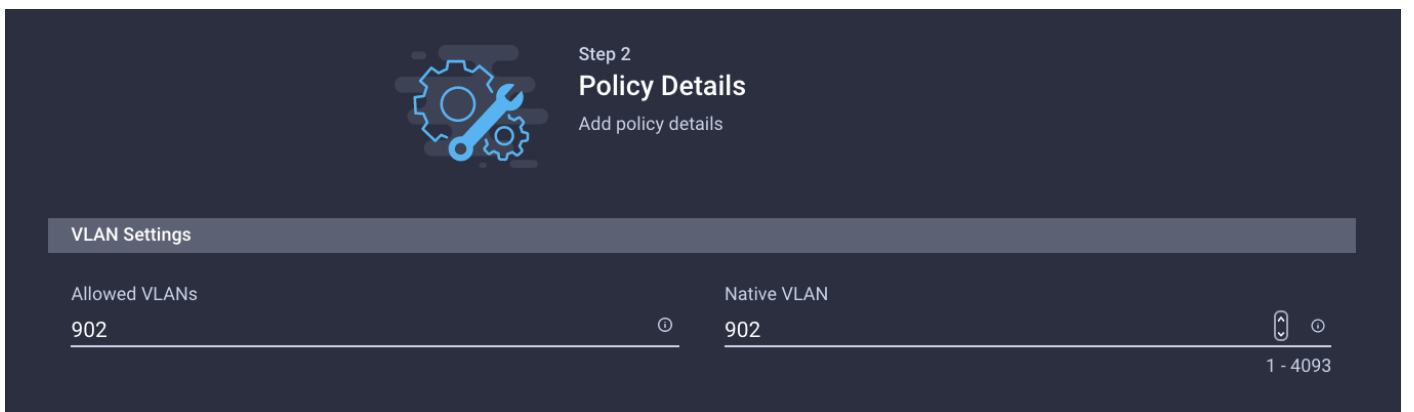 Step 2
Policy Details
Add policy details
VLAN Settings
Allowed VLANs
Native VLAN
902
902
1 - 4093